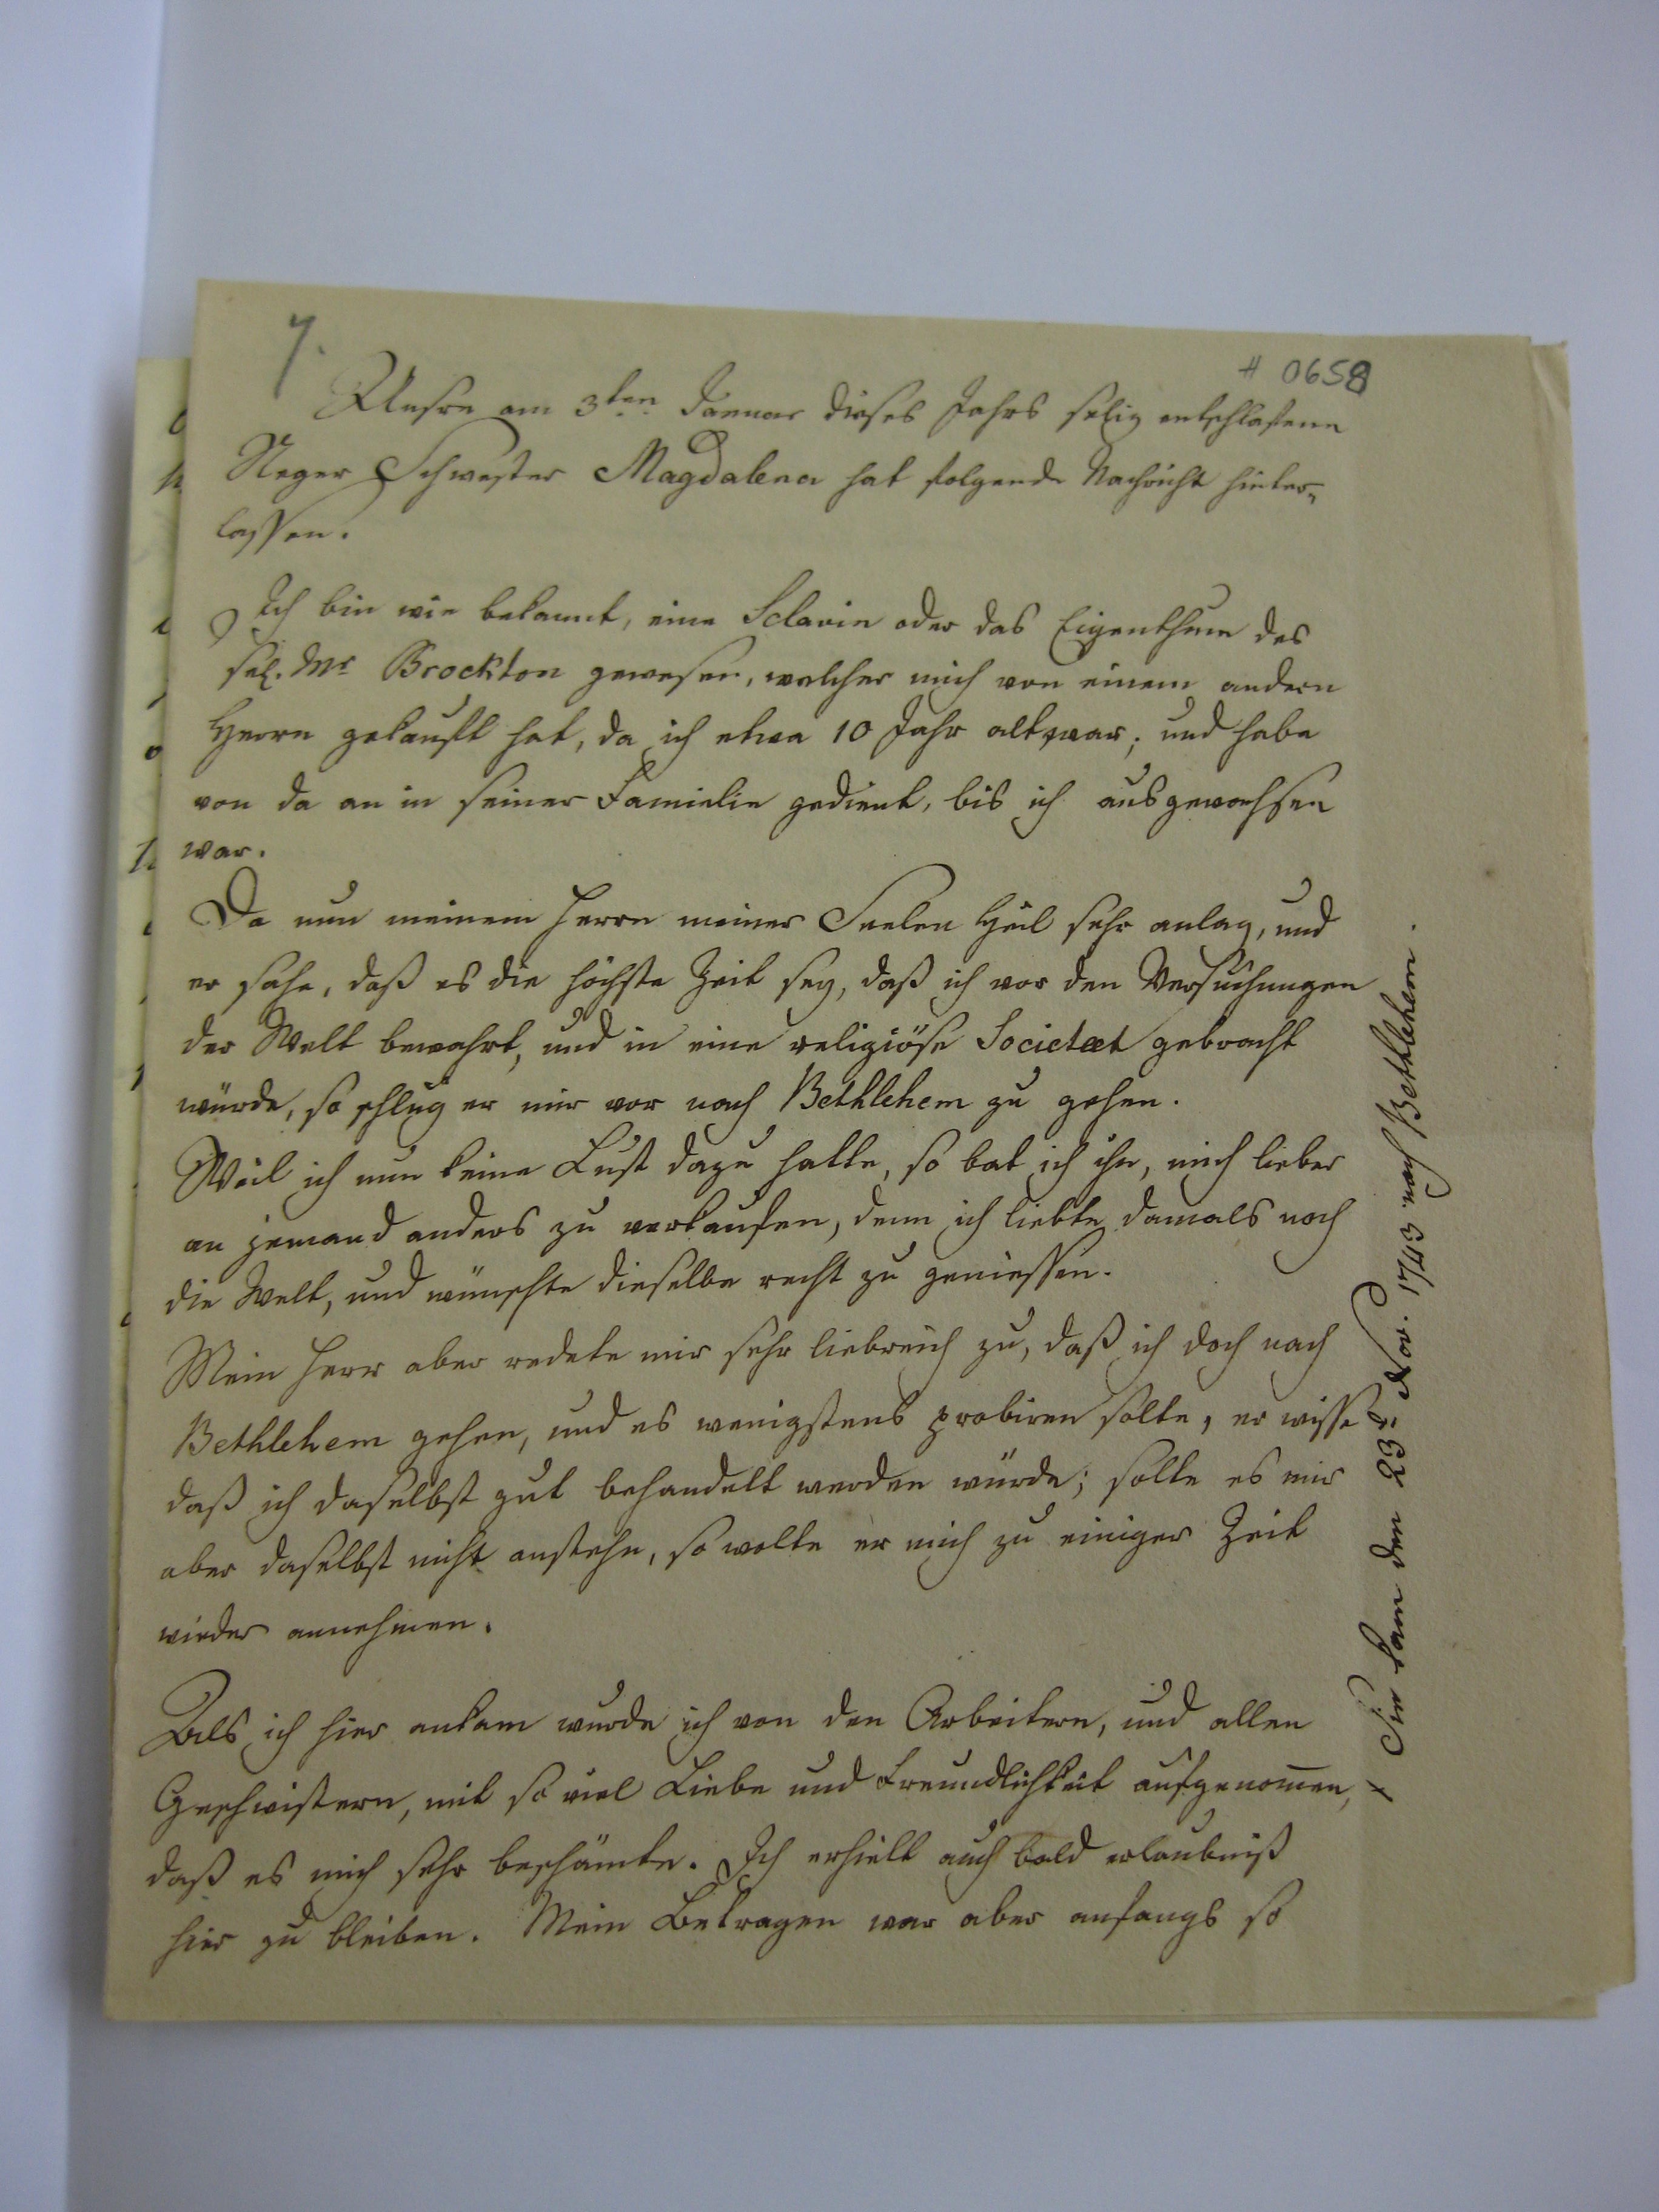 7.
# 0658
Unsre am 3ten Januar dieses Jahrs selig entschlafene
Neger Schwester Magdalena hat folgende Nachricht hinter-
lassen.
Ich bin wie bekannt, eine Sclavin oder das Eigenthum des
sel. Mr Brockton gewesen, welcher mich von einem andern
Herrn gekauft hat, da ich etwa 10 Jahr alt war; und habe
von da an in seiner Familie gedient, bis ich ausgewachsen
war.
Da nun meinem Herrn meiner Seelen Heil sehr anlag, und
er sahe, daß es die höchste Zeit sey, daß ich vor den Versuchungen
der Welt bewahrt, und in eine religiöse Societæt gebracht
würde, so schlug er mir vor nach Bethlehem zu gehen.
Weil ich nun keine Lust dazu hatte, so bat ich ihn, mich lieber
an jemand anders zu verkaufen, denn ich liebte damals noch
die Welt, und wünschte dieselbe recht zu geniessen.
Mein Herr aber redete mir sehr liebreich zu, daß ich doch nach
Bethlehem gehen, und es wenigstens probiren solte, er wisse
daß ich daselbst gut behandelt werden würde; solte es mir
aber daselbst nicht anstehn, so wolte er mich zu einiger Zeit
wieder annehmen.
Als ich hier ankam wurde ich von den Arbeitern, und allen
Geschwistern, mit so viel Liebe und Freundlichkeit aufgenom̄en,
daß es mich sehr beschämte. Ich erhielt auch bald erlaubniß
hier zu bleiben. Mein Betragen war aber anfangs so
+ Sie kam den 23t Nov. 1743 nach Bethlehem.